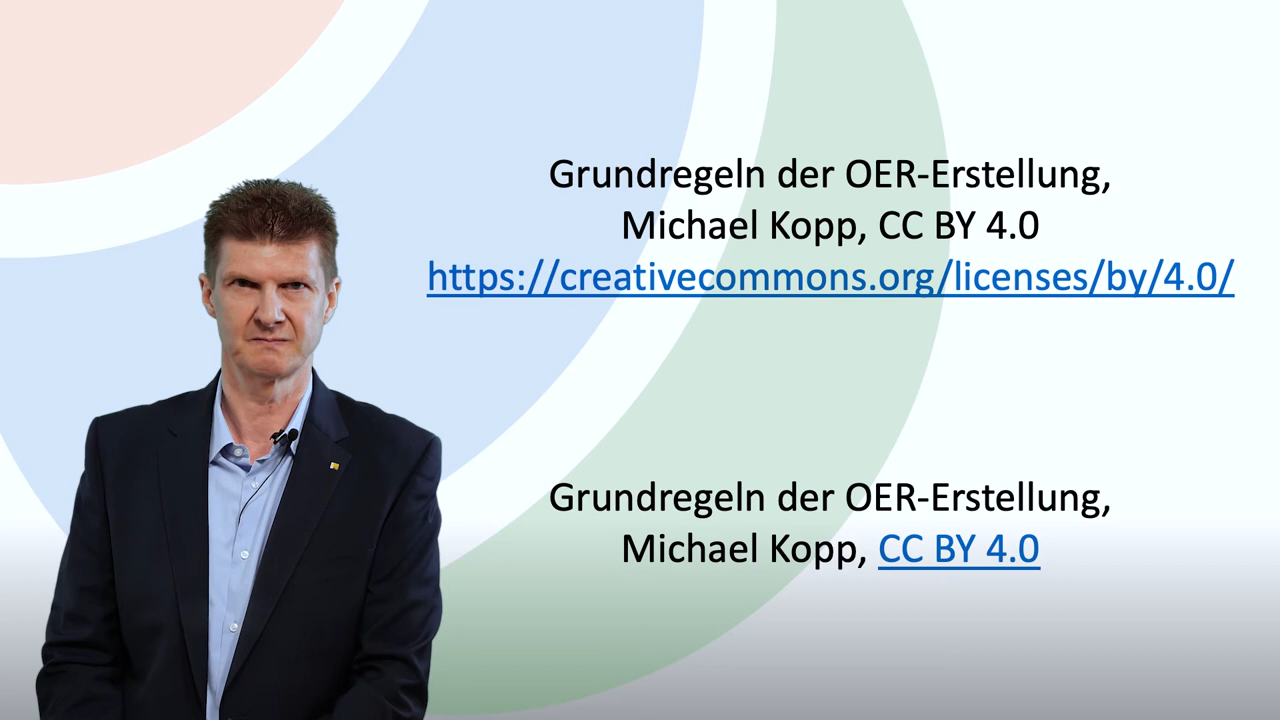 Grundregeln der OER-Erstellung,
Michael Kopp, CC BY 4.0
https://creativecommons.org/licenses/by/4.0/
Grundregeln der OER-Erstellung,
Michael Kopp, CC BY 4.0